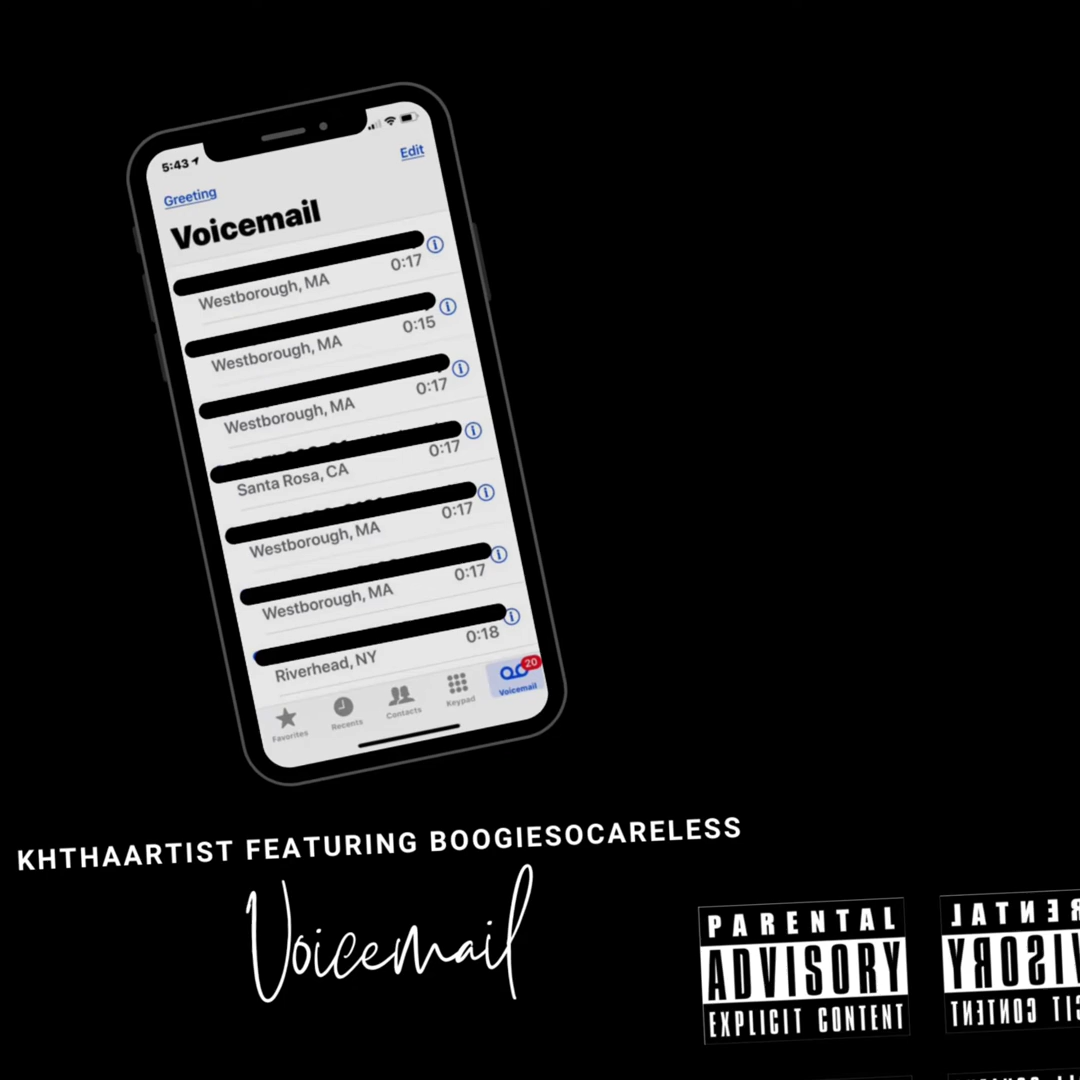 5:43
Edit
Greeting
Voicemail
0:17
Westborough, MA
0:15
Westborough, MA
0:17
Westborough, MA
0:17
Santa Rosa, CA
0:17
Westborough, MA
0:17
Westborough, MA
0:18
Riverhead, NY
20
Favorites Recents Contacts Keypad Voicemail
KHTHAARTIST FEATURING BOOGIESOCARELESS
Voicemail
PARENTAL
ADVISORY
EXPLICIT CONTENT